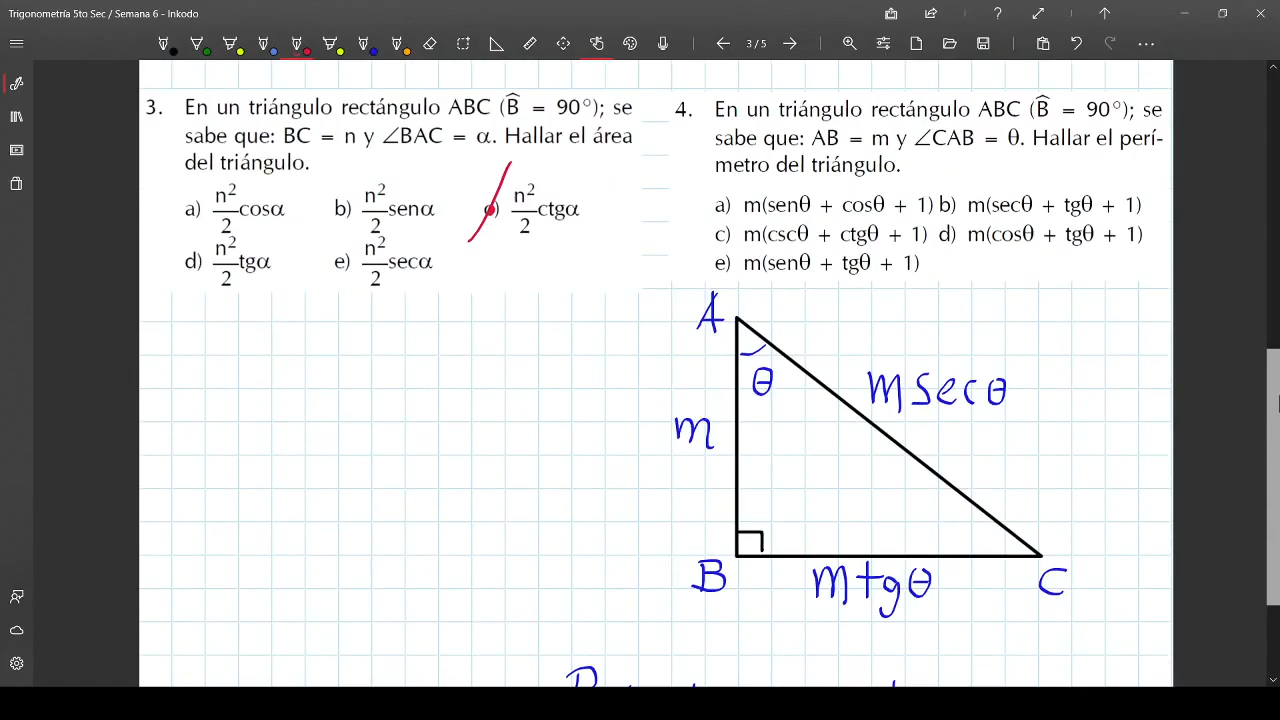 Trigonometría 5to Sec / Semana 6 - Inkodo
3/5
3. En un triángulo rectángulo ABC (B̂ = 90°); se
sabe que: BC = n y ∠BAC = α. Hallar el área
del triángulo.
a) n²/2 cosα b) n²/2 senα c) n²/2 ctgα
d) n²/2 tgα e) n²/2 secα
4. En un triángulo rectángulo ABC (B̂ = 90°); se
sabe que: AB = m y ∠CAB = θ. Hallar el perí-
metro del triángulo.
a) m(senθ + cosθ + 1) b) m(secθ + tgθ + 1)
c) m(cscθ + ctgθ + 1) d) m(cosθ + tgθ + 1)
e) m(senθ + tgθ + 1)
A
θ
m secθ
m
B
m tgθ
C